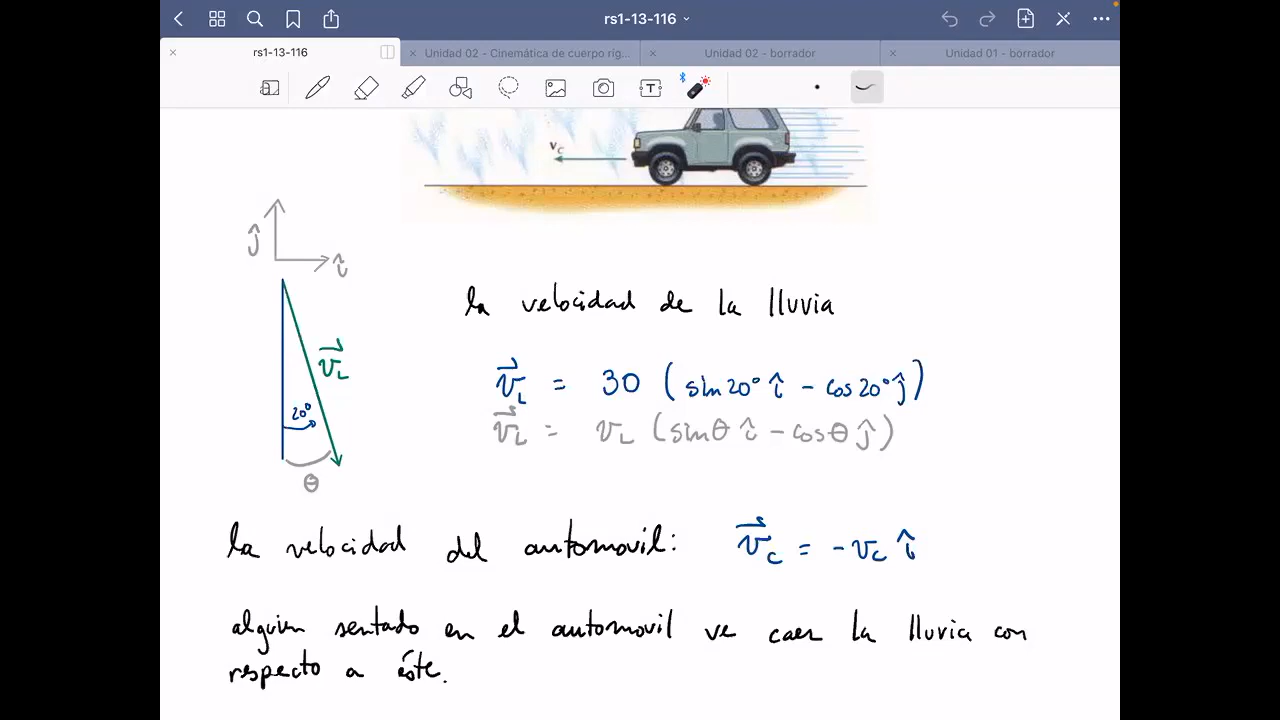 rs1-13-116
rs1-13-116
Unidad 02 - Cinemática de cuerpo ríg...
Unidad 02 - borrador
Unidad 01 - borrador
T
v_C
ĵ
î
la velocidad de la lluvia
v⃗_L
v⃗_L = 30 (sin20° î - cos20° ĵ)
20°
v⃗_L = v_L (sinθ î - cosθ ĵ)
θ
la velocidad del automovil: v⃗_C = -v_C î
alguien sentado en el automovil ve caer la lluvia con
respecto a éste.